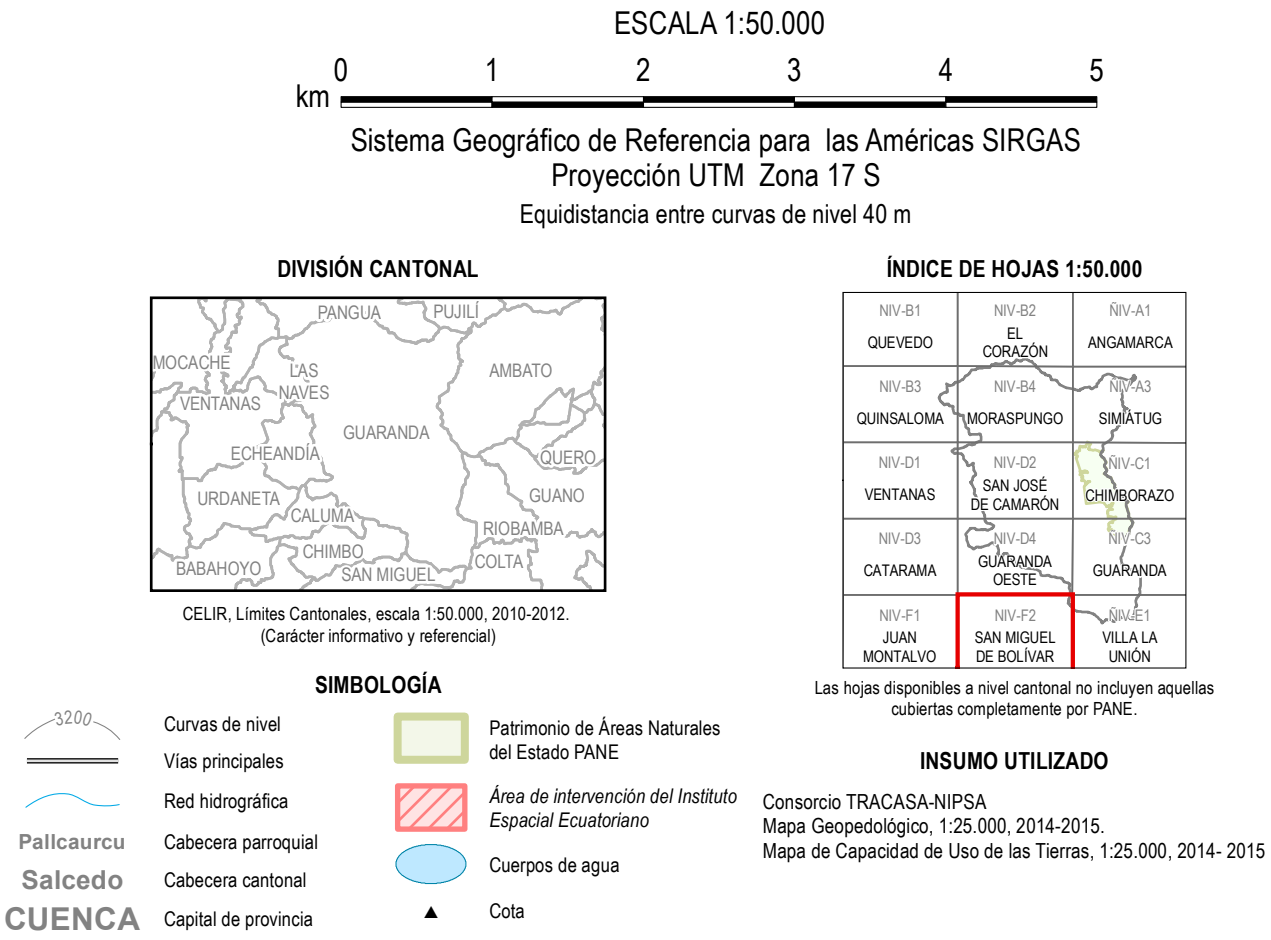 ESCALA 1:50.000
0 1 2 3 4 5
km
Sistema Geográfico de Referencia para las Américas SIRGAS
Proyección UTM Zona 17 S
Equidistancia entre curvas de nivel 40 m
DIVISIÓN CANTONAL
PANGUA
PUJILÍ
MOCACHE
LAS
NAVES
AMBATO
VENTANAS
GUARANDA
ECHEANDÍA
QUERO
URDANETA
GUANO
CALUMA
RIOBAMBA
CHIMBO
COLTA
BABAHOYO
SAN MIGUEL
CELIR, Límites Cantonales, escala 1:50.000, 2010-2012.
(Carácter informativo y referencial)
ÍNDICE DE HOJAS 1:50.000
NIV-B1
QUEVEDO
NIV-B2
EL
CORAZÓN
ÑIV-A1
ANGAMARCA
NIV-B3
QUINSALOMA
NIV-B4
MORASPUNGO
ÑIV-A3
SIMIÁTUG
NIV-D1
VENTANAS
NIV-D2
SAN JOSÉ
DE CAMARÓN
ÑIV-C1
CHIMBORAZO
NIV-D3
CATARAMA
NIV-D4
GUARANDA
OESTE
ÑIV-C3
GUARANDA
NIV-F1
JUAN
MONTALVO
NIV-F2
SAN MIGUEL
DE BOLÍVAR
ÑIV-E1
VILLA LA
UNIÓN
Las hojas disponibles a nivel cantonal no incluyen aquellas
cubiertas completamente por PANE.
SIMBOLOGÍA
3200
Curvas de nivel
Vías principales
Red hidrográfica
Pallcaurcu
Cabecera parroquial
Salcedo
Cabecera cantonal
CUENCA
Capital de provincia
Patrimonio de Áreas Naturales
del Estado PANE
Área de intervención del Instituto
Espacial Ecuatoriano
Cuerpos de agua
Cota
INSUMO UTILIZADO
Consorcio TRACASA-NIPSA
Mapa Geopedológico, 1:25.000, 2014-2015.
Mapa de Capacidad de Uso de las Tierras, 1:25.000, 2014- 2015